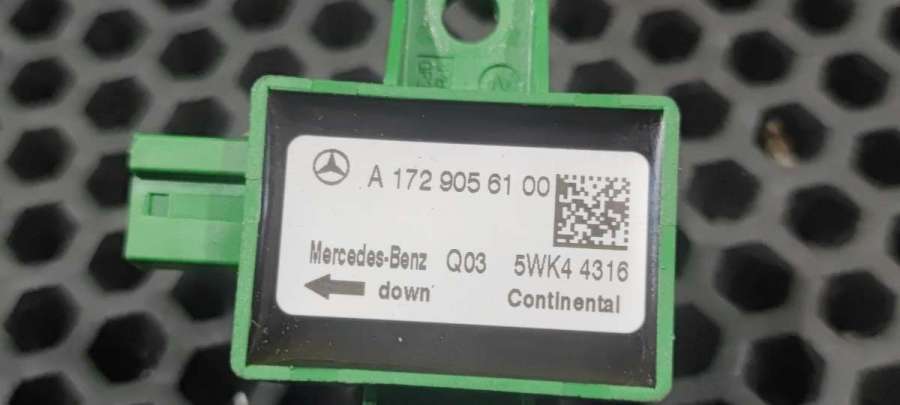 A 172 905 61 00
Mercedes-Benz Q03 5WK4 4316
down Continental